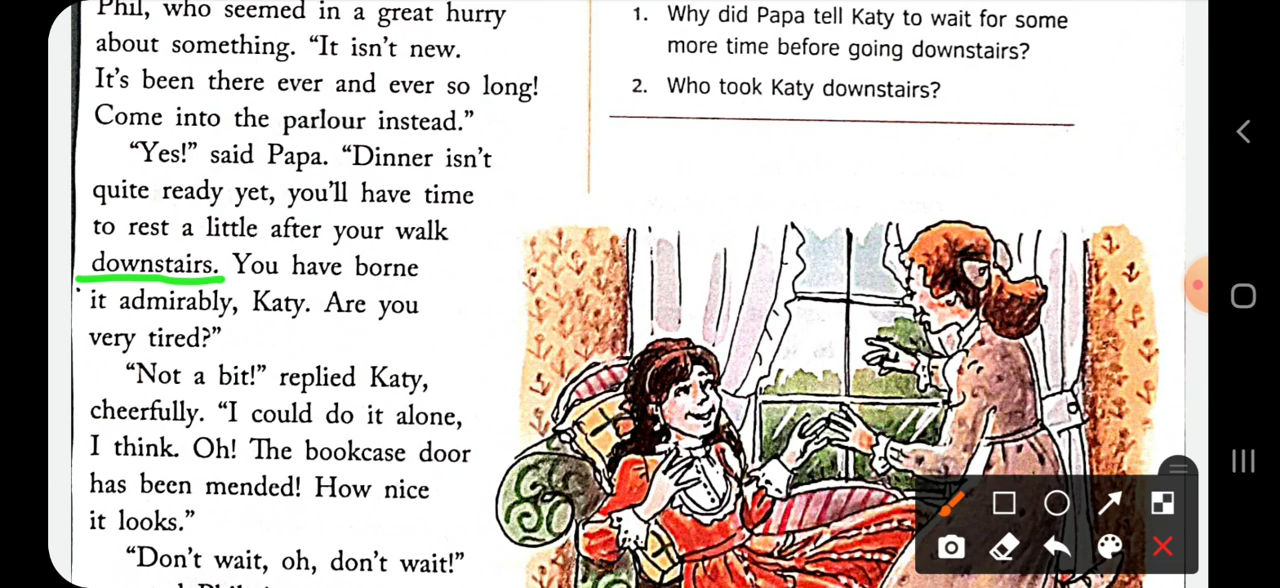 Phil, who seemed in a great hurry
about something. “It isn’t new.
It’s been there ever and ever so long!
Come into the parlour instead.”
“Yes!” said Papa. “Dinner isn’t
quite ready yet, you’ll have time
to rest a little after your walk
downstairs. You have borne
it admirably, Katy. Are you
very tired?”
“Not a bit!” replied Katy,
cheerfully. “I could do it alone,
I think. Oh! The bookcase door
has been mended! How nice
it looks.”
“Don’t wait, oh, don’t wait!”
1. Why did Papa tell Katy to wait for some
more time before going downstairs?
2. Who took Katy downstairs?